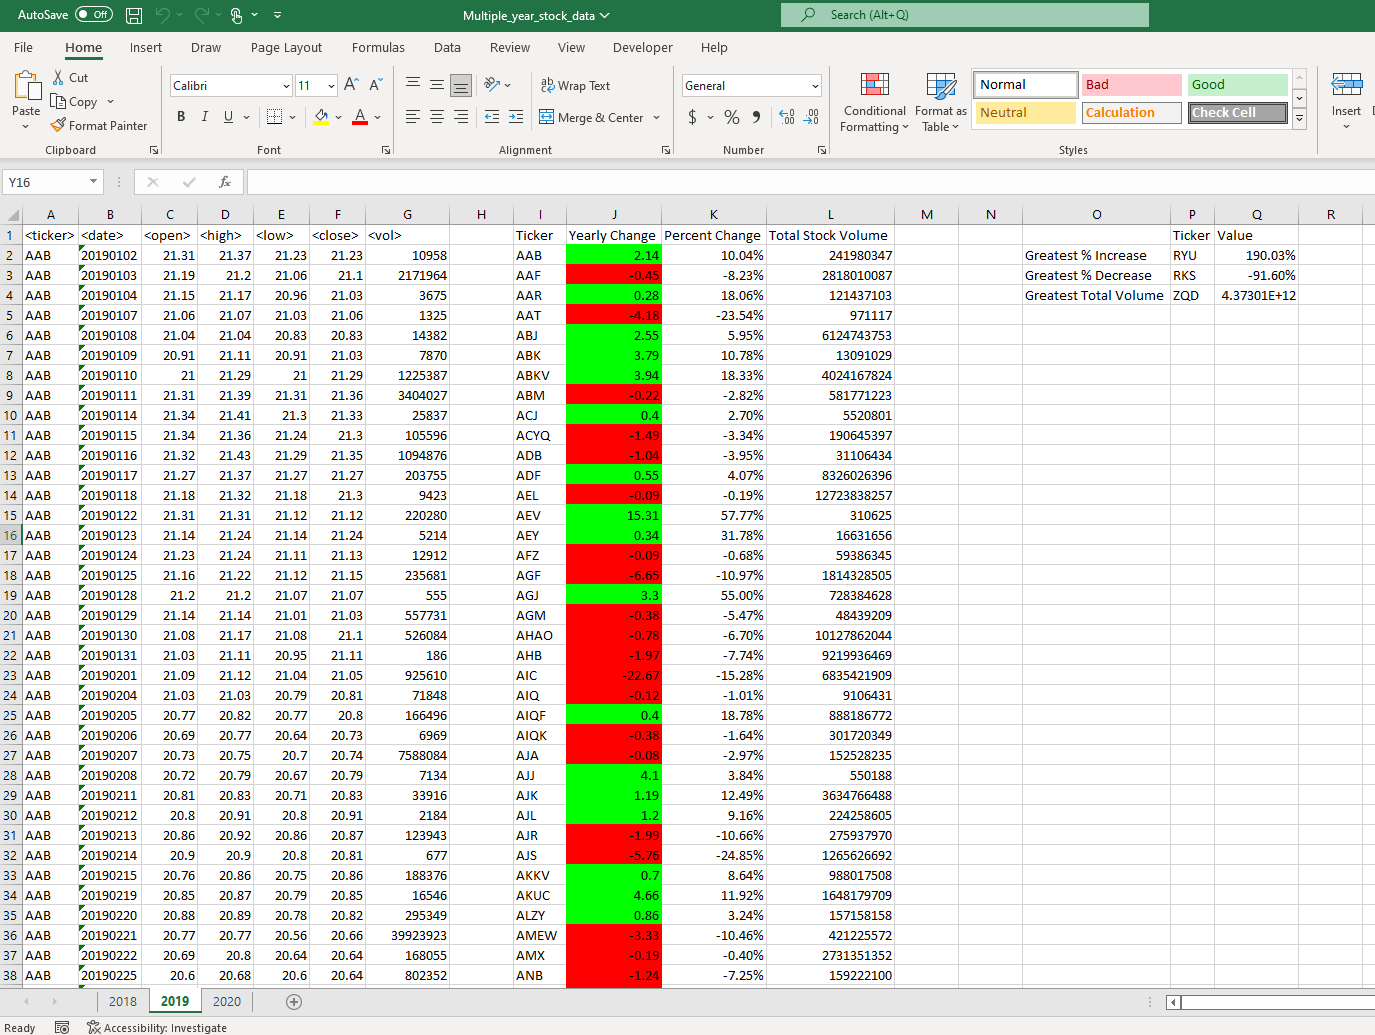 AutoSave Off Multiple_year_stock_data Search (Alt+Q)
File Home Insert Draw Page Layout Formulas Data Review View Developer Help
Paste Cut Copy Format Painter Clipboard
Calibri 11 A^ A B I U A Font
ab Wrap Text Merge & Center Alignment
General $ % 9 .00 .00 Number
Conditional Formatting Format as Table
Normal Bad Good
Neutral Calculation Check Cell
Styles
Insert
Y16 fx
A B C D E F G H I J K L M N O P Q R
1 <ticker> <date> <open> <high> <low> <close> <vol> Ticker Yearly Change Percent Change Total Stock Volume Ticker Value
2 AAB 20190102 21.31 21.37 21.23 21.23 10958 AAB 2.14 10.04% 241980347 Greatest % Increase RYU 190.03%
3 AAB 20190103 21.19 21.2 21.06 21.1 2171964 AAF -0.45 -8.23% 2818010087 Greatest % Decrease RKS -91.60%
4 AAB 20190104 21.15 21.17 20.96 21.03 3675 AAR 0.28 18.06% 121437103 Greatest Total Volume ZQD 4.37301E+12
5 AAB 20190107 21.06 21.07 21.03 21.06 1325 AAT -4.18 -23.54% 971117
6 AAB 20190108 21.04 21.04 20.83 20.83 14382 ABJ 2.55 5.95% 6124743753
7 AAB 20190109 20.91 21.11 20.91 21.03 7870 ABK 3.79 10.78% 13091029
8 AAB 20190110 21 21.29 21 21.29 1225387 ABKV 3.94 18.33% 4024167824
9 AAB 20190111 21.31 21.39 21.31 21.36 3404027 ABM -0.22 -2.82% 581771223
10 AAB 20190114 21.34 21.41 21.3 21.33 25837 ACJ 0.4 2.70% 5520801
11 AAB 20190115 21.34 21.36 21.24 21.3 105596 ACYQ -1.49 -3.34% 190645397
12 AAB 20190116 21.32 21.43 21.29 21.35 1094876 ADB -1.04 -3.95% 31106434
13 AAB 20190117 21.27 21.37 21.27 21.27 203755 ADF 0.55 4.07% 8326026396
14 AAB 20190118 21.18 21.32 21.18 21.3 9423 AEL -0.09 -0.19% 12723838257
15 AAB 20190122 21.31 21.31 21.12 21.12 220280 AEV 15.31 57.77% 310625
16 AAB 20190123 21.14 21.24 21.14 21.24 5214 AEY 0.34 31.78% 16631656
17 AAB 20190124 21.23 21.24 21.11 21.13 12912 AFZ -0.09 -0.68% 59386345
18 AAB 20190125 21.16 21.22 21.12 21.15 235681 AGF -6.65 -10.97% 1814328505
19 AAB 20190128 21.2 21.2 21.07 21.07 555 AGJ 3.3 55.00% 728384628
20 AAB 20190129 21.14 21.14 21.01 21.03 557731 AGM -0.38 -5.47% 48439209
21 AAB 20190130 21.08 21.17 21.08 21.1 526084 AHAO -0.78 -6.70% 10127862044
22 AAB 20190131 21.03 21.11 20.95 21.11 186 AHB -1.97 -7.74% 9219936469
23 AAB 20190201 21.09 21.12 21.04 21.05 925610 AIC -22.67 -15.28% 6835421909
24 AAB 20190204 21.03 21.03 20.79 20.81 71848 AIQ -0.12 -1.01% 9106431
25 AAB 20190205 20.77 20.82 20.77 20.8 166496 AIQF 0.4 18.78% 888186772
26 AAB 20190206 20.69 20.77 20.64 20.73 6969 AIQK -0.38 -1.64% 301720349
27 AAB 20190207 20.73 20.75 20.7 20.74 7588084 AJA -0.08 -2.97% 152528235
28 AAB 20190208 20.72 20.79 20.67 20.79 7134 AJJ 4.1 3.84% 550188
29 AAB 20190211 20.81 20.83 20.71 20.83 33916 AJK 1.19 12.49% 3634766488
30 AAB 20190212 20.8 20.91 20.8 20.91 2184 AJL 1.2 9.16% 224258605
31 AAB 20190213 20.86 20.92 20.86 20.87 123943 AJR -1.99 -10.66% 275937970
32 AAB 20190214 20.9 20.9 20.8 20.81 677 AJS -5.76 -24.85% 1265626692
33 AAB 20190215 20.76 20.86 20.75 20.86 188376 AKKV 0.7 8.64% 988017508
34 AAB 20190219 20.85 20.87 20.79 20.85 16546 AKUC 4.66 11.92% 1648179709
35 AAB 20190220 20.88 20.89 20.78 20.82 295349 ALZY 0.86 3.24% 157158158
36 AAB 20190221 20.77 20.77 20.56 20.66 39923923 AMEW -3.33 -10.46% 421225572
37 AAB 20190222 20.69 20.8 20.64 20.64 168055 AMX -0.19 -0.40% 2731351352
38 AAB 20190225 20.6 20.68 20.6 20.64 802352 ANB -1.24 -7.25% 159222100
2018 2019 2020
Ready Accessibility: Investigate